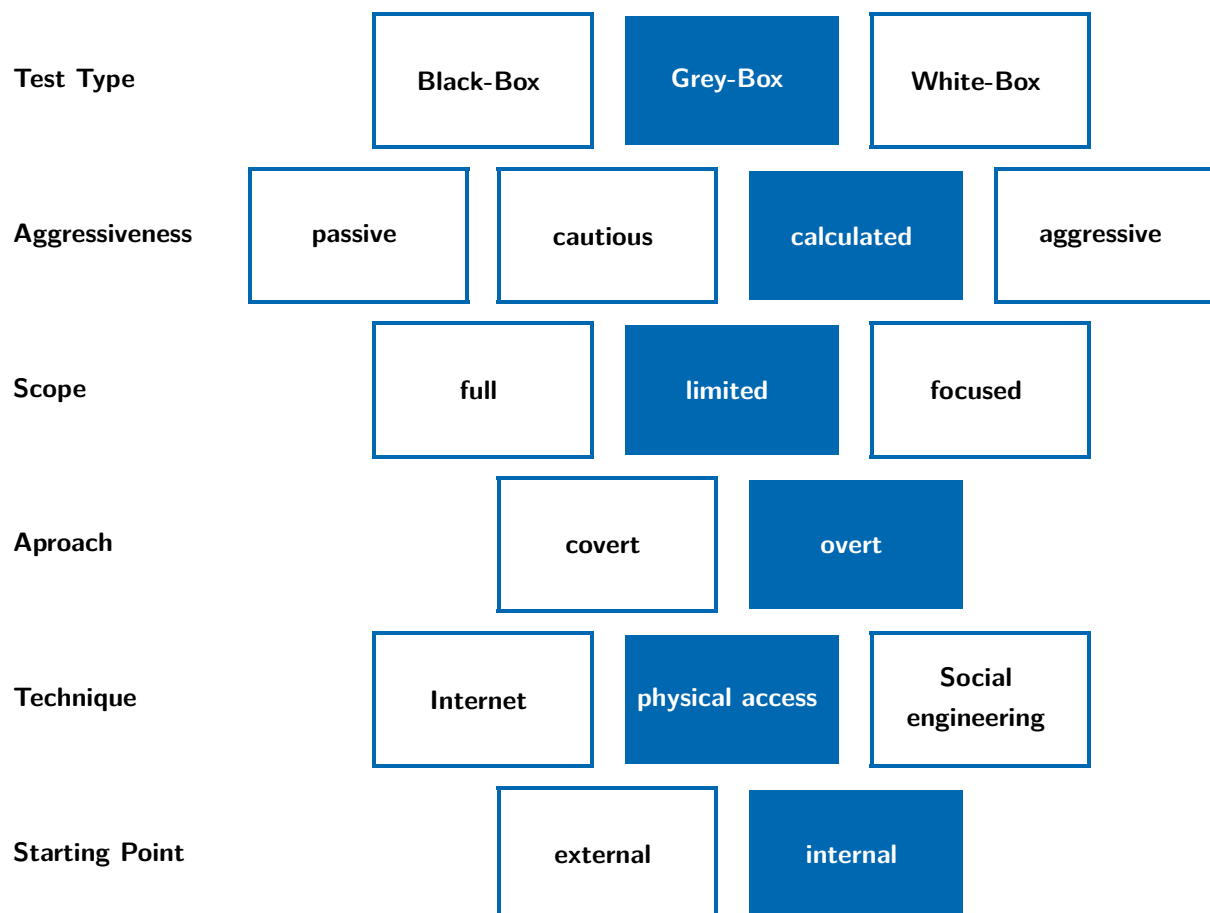 Test Type
Black-Box
Grey-Box
White-Box
Aggressiveness
passive
cautious
calculated
aggressive
Scope
full
limited
focused
Aproach
covert
overt
Technique
Internet
physical access
Social
engineering
Starting Point
external
internal